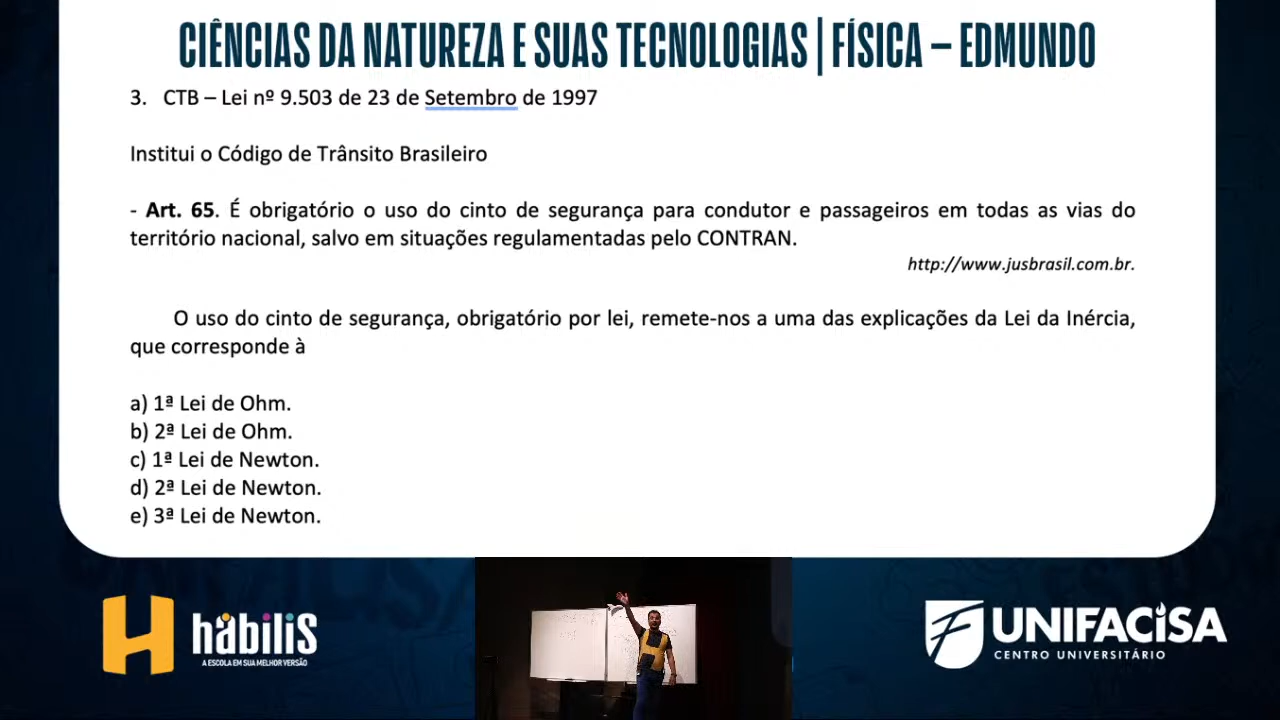 CIÊNCIAS DA NATUREZA E SUAS TECNOLOGIAS | FÍSICA – EDMUNDO
3. CTB – Lei nº 9.503 de 23 de Setembro de 1997
Institui o Código de Trânsito Brasileiro
- Art. 65. É obrigatório o uso do cinto de segurança para condutor e passageiros em todas as vias do
território nacional, salvo em situações regulamentadas pelo CONTRAN.
http://www.jusbrasil.com.br.
O uso do cinto de segurança, obrigatório por lei, remete-nos a uma das explicações da Lei da Inércia,
que corresponde à
a) 1ª Lei de Ohm.
b) 2ª Lei de Ohm.
c) 1ª Lei de Newton.
d) 2ª Lei de Newton.
e) 3ª Lei de Newton.
hábilis
A ESCOLA EM SUA MELHOR VERSÃO
UNIFACISA
CENTRO UNIVERSITÁRIO